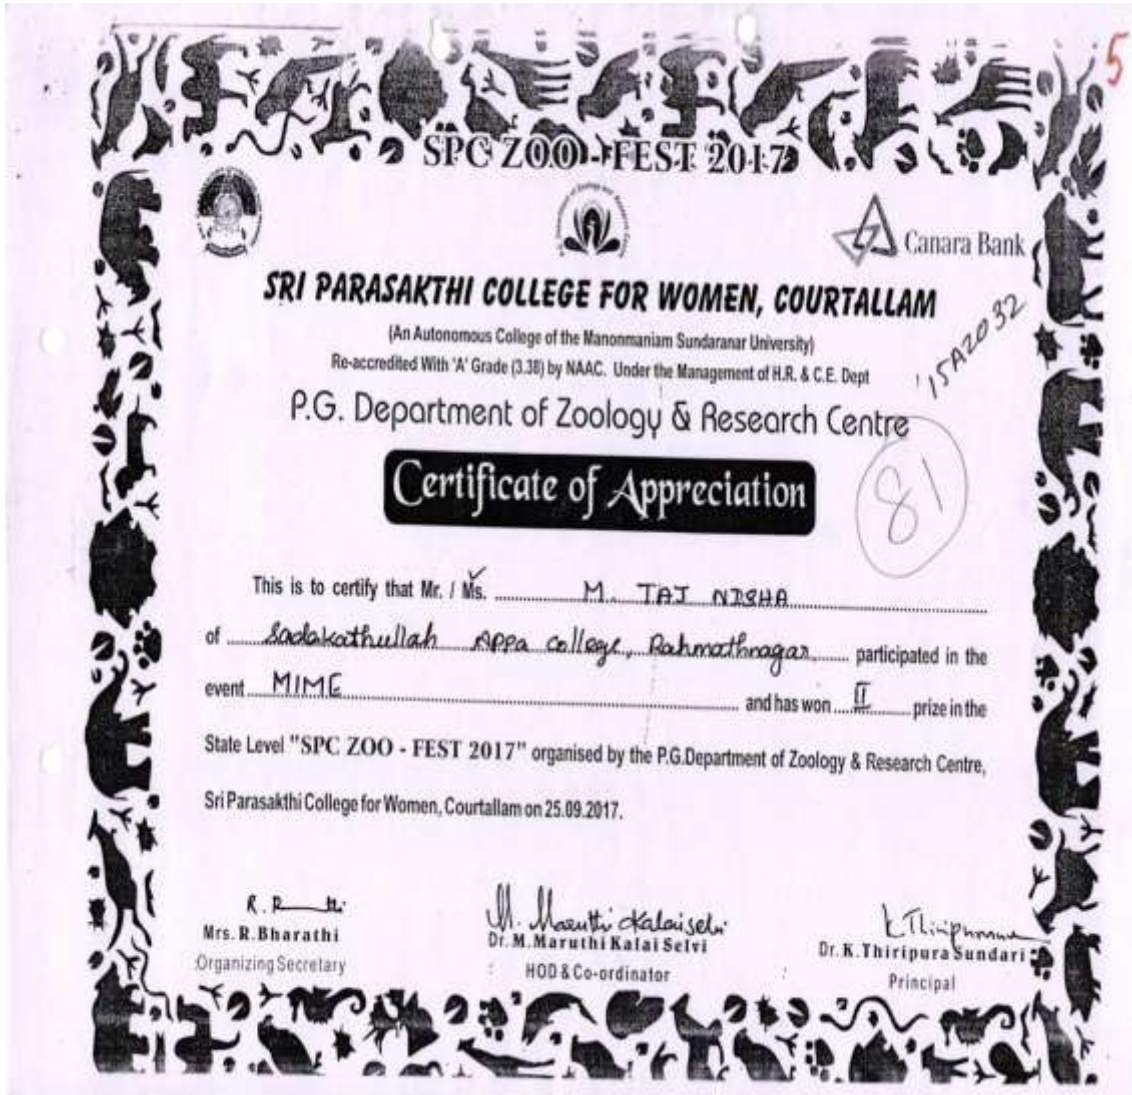 5
SPC ZOO - FEST 2017
Canara Bank
SRI PARASAKTHI COLLEGE FOR WOMEN, COURTALLAM
(An Autonomous College of the Manonmaniam Sundaranar University)
Re-accredited With 'A' Grade (3.38) by NAAC. Under the Management of H.R. & C.E. Dept
15A2032
P.G. Department of Zoology & Research Centre
Certificate of Appreciation
81
This is to certify that Mr. / Ms. M. TAJ NISHA
of Sadakathullah Appa college, Rahmathnagar, participated in the
event MIME and has won II prize in the
State Level "SPC ZOO - FEST 2017" organised by the P.G.Department of Zoology & Research Centre,
Sri Parasakthi College for Women, Courtallam on 25.09.2017.
M. Maruthi Kalaiselvi
Mrs. R.Bharathi Dr. M.Maruthi Kalai Selvi Dr. K.Thiripura Sundari
Organizing Secretary HOD & Co-ordinator Principal